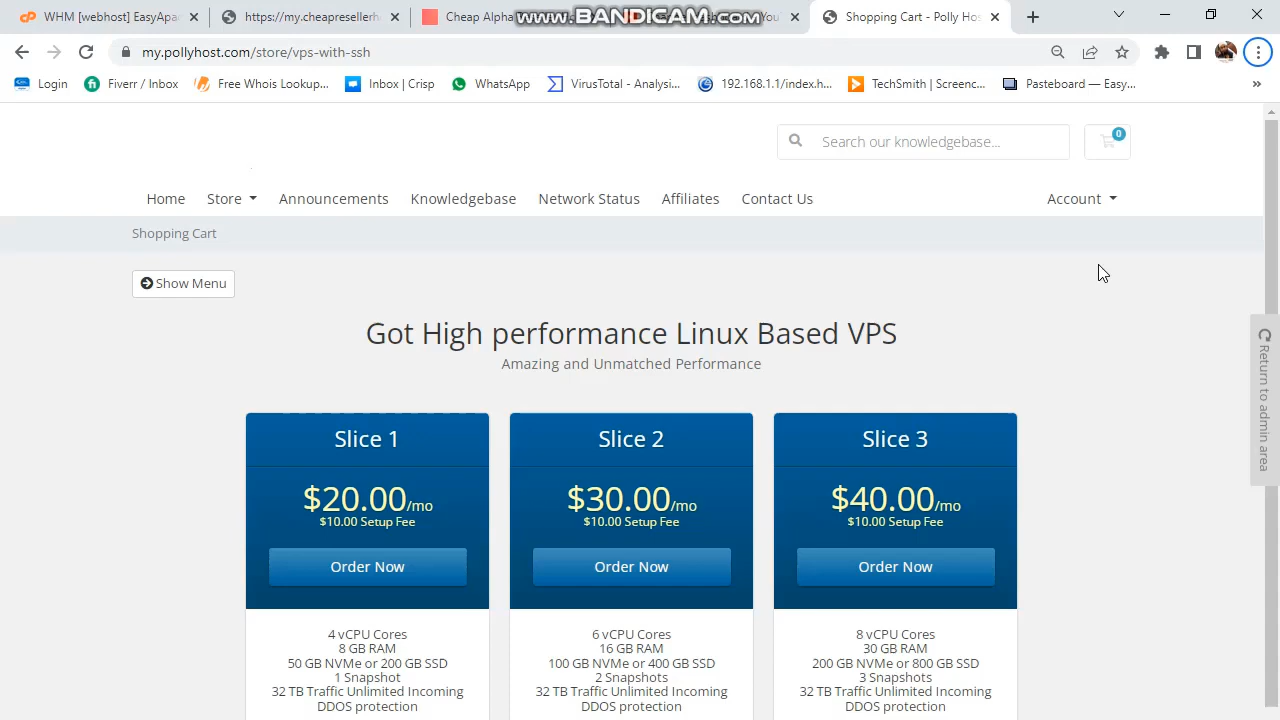 WHM [webhost] EasyApa
https://my.cheapresellerh
Cheap Alpha
You
Shopping Cart - Polly Hos
www.BANDICAM.com
my.pollyhost.com/store/vps-with-ssh
Login
Fiverr / Inbox
Free Whois Lookup...
Inbox | Crisp
WhatsApp
VirusTotal - Analysi...
192.168.1.1/index.h...
TechSmith | Screenc...
Pasteboard — Easy...
»
Search our knowledgebase...
0
Home
Store
Announcements
Knowledgebase
Network Status
Affiliates
Contact Us
Account
Shopping Cart
Show Menu
Return to admin area
Got High performance Linux Based VPS
Amazing and Unmatched Performance
Slice 1
$20.00/mo
$10.00 Setup Fee
Order Now
4 vCPU Cores
8 GB RAM
50 GB NVMe or 200 GB SSD
1 Snapshot
32 TB Traffic Unlimited Incoming
DDOS protection
Slice 2
$30.00/mo
$10.00 Setup Fee
Order Now
6 vCPU Cores
16 GB RAM
100 GB NVMe or 400 GB SSD
2 Snapshots
32 TB Traffic Unlimited Incoming
DDOS protection
Slice 3
$40.00/mo
$10.00 Setup Fee
Order Now
8 vCPU Cores
30 GB RAM
200 GB NVMe or 800 GB SSD
3 Snapshots
32 TB Traffic Unlimited Incoming
DDOS protection